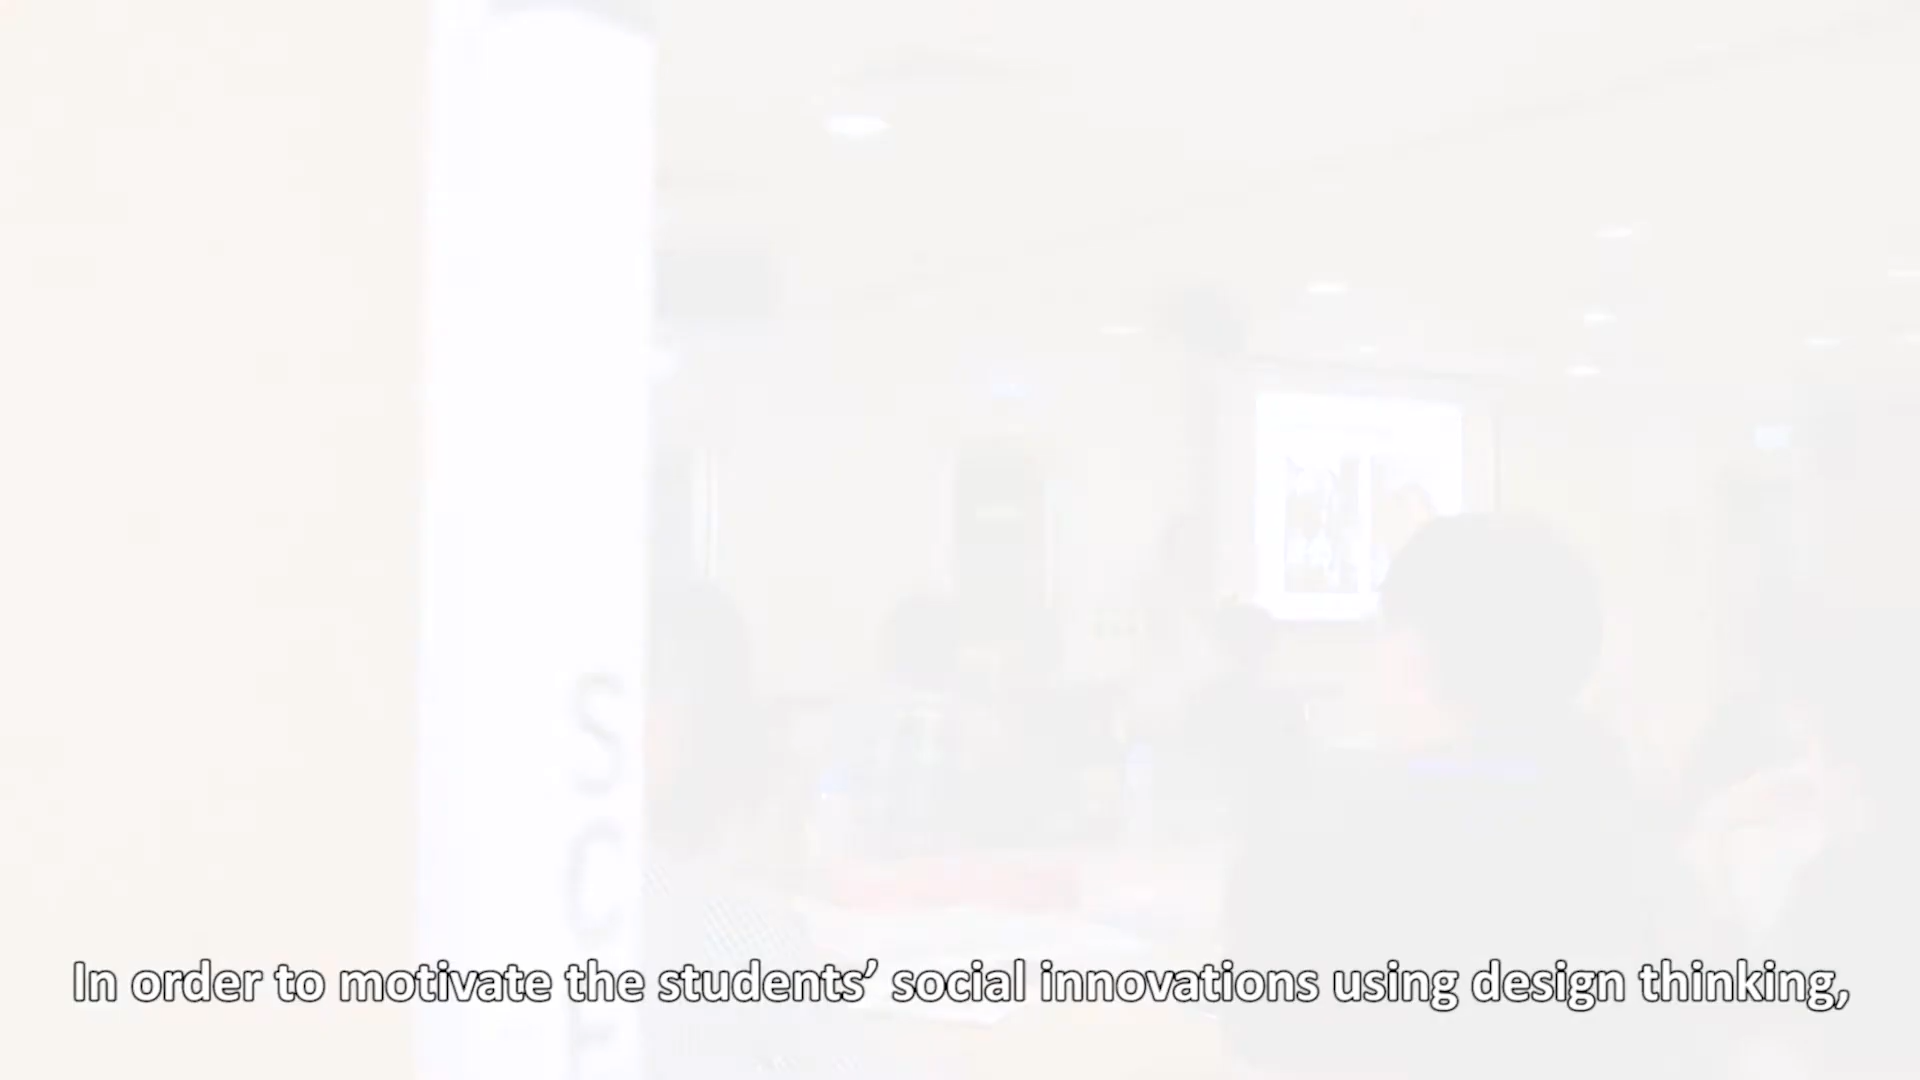 S
C
In order to motivate the students’ social innovations using design thinking,